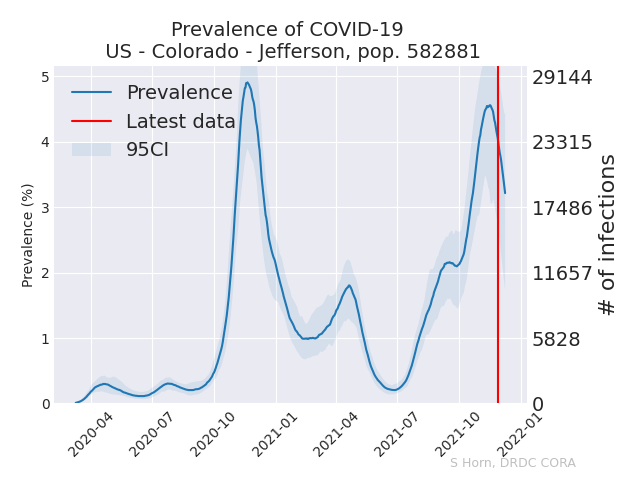 Prevalence of COVID-19
US - Colorado - Jefferson, pop. 582881
Prevalence
Latest data
95CI
Prevalence (%)
5
4
3
2
1
0
29144
23315
17486
11657
5828
0
# of infections
2020-04
2020-07
2020-10
2021-01
2021-04
2021-07
2021-10
2022-01
S Horn, DRDC CORA